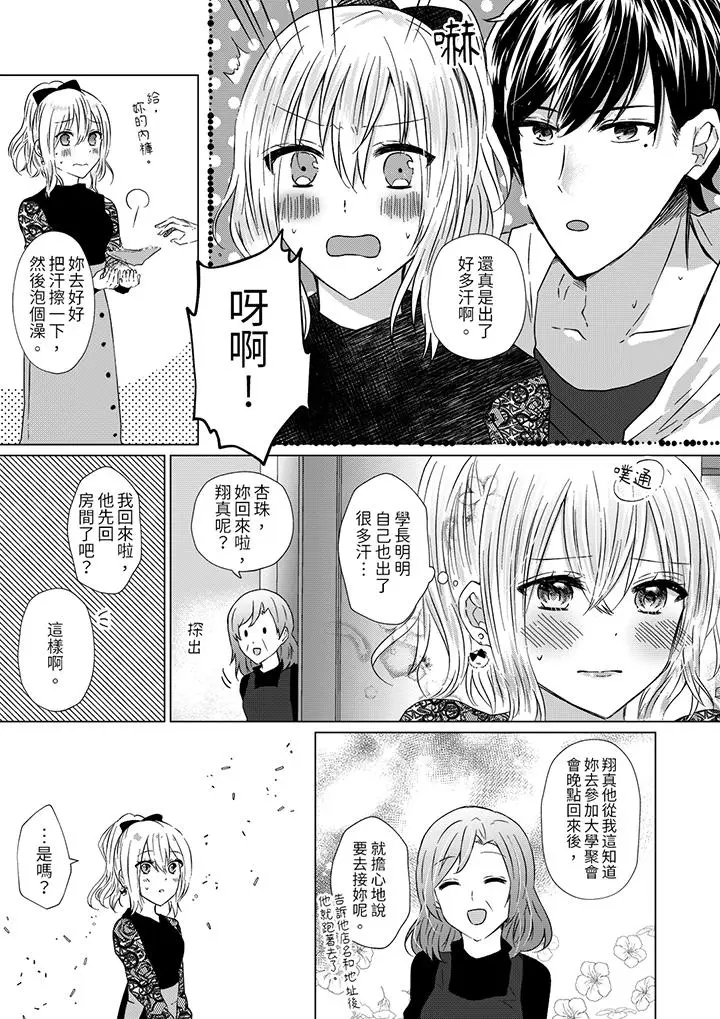 嚇
還真是出了
好多汗啊。
呀啊！
給，
妳的內褲。
妳去好好
把汗擦一下，
然後泡個澡。
噗通
學長明明
自己也出了
很多汗…
杏珠，
妳回來啦，
翔真呢？
探出
我回來啦，
他先回
房間了吧？
這樣啊。
翔真他從我這知道
妳去參加大學聚會
會晚點回來後，
就擔心地說
要去接妳呢。
告訴他店名和地址後
他就跑著去了。
…是嗎？